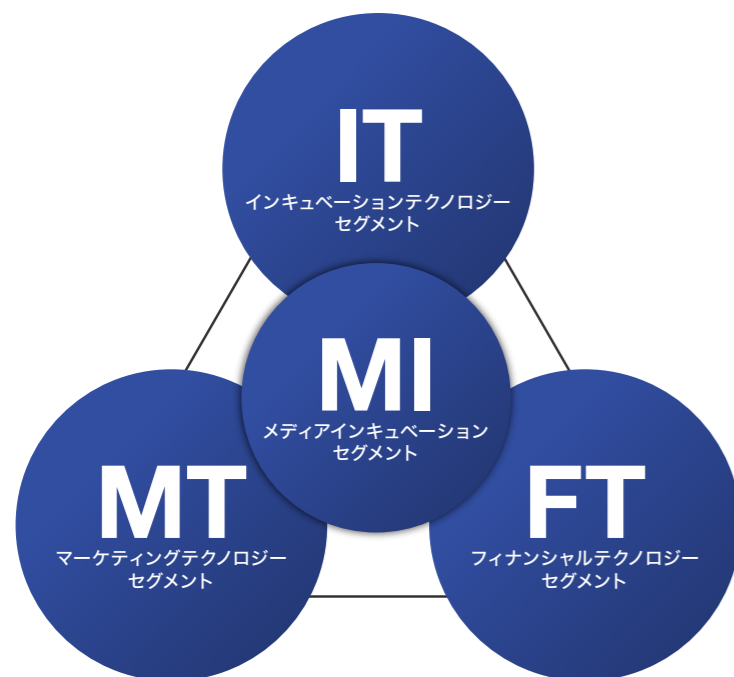 IT
インキュベーションテクノロジー
セグメント
MI
メディアインキュベーション
セグメント
MT
マーケティングテクノロジー
セグメント
FT
フィナンシャルテクノロジー
セグメント